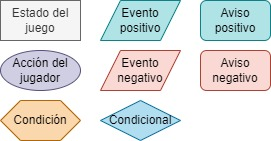 Estado del
juego
Evento
positivo
Aviso
positivo
Acción del
jugador
Evento
negativo
Aviso
negativo
Condición
Condicional